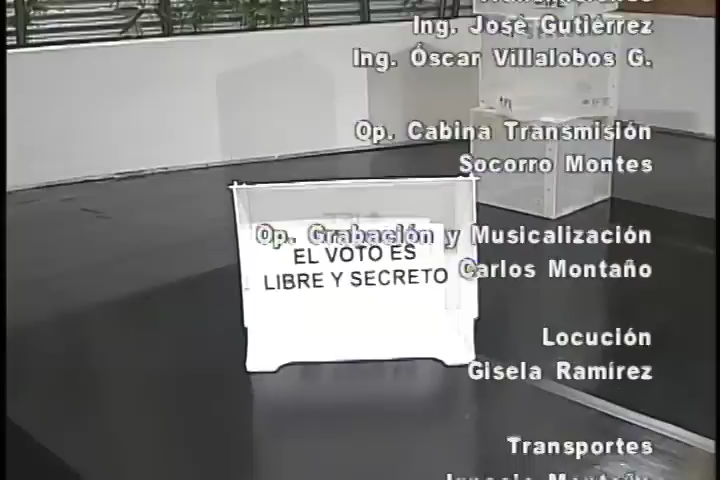 Ing. José Gutiérrez
Ing. Óscar Villalobos G.
Op. Cabina Transmisión
Socorro Montes
Op. Grabación y Musicalización
EL VOTO ES
LIBRE Y SECRETO
Carlos Montaño
Locución
Gisela Ramírez
Transportes